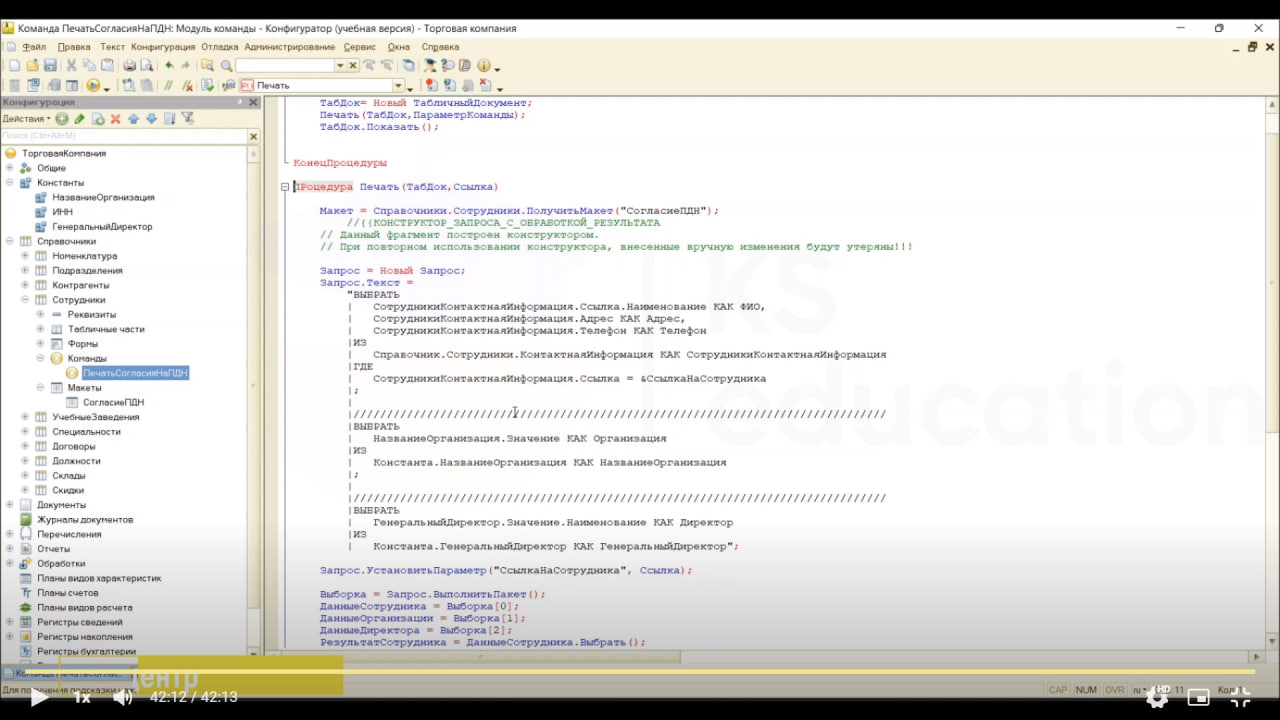 Команда ПечатьСогласияНаПДН: Модуль команды - Конфигуратор (учебная версия) - Торговая компания
Файл Правка Текст Конфигурация Отладка Администрирование Сервис Окна Справка
Печать
Конфигурация
Действия
Поиск (Ctrl+Alt+M)
ТорговаяКомпания
Общие
Константы
НазваниеОрганизация
ИНН
ГенеральныйДиректор
Справочники
Номенклатура
Подразделения
Контрагенты
Сотрудники
Реквизиты
Табличные части
Формы
Команды
ПечатьСогласияНаПДН
Макеты
СогласиеПДН
УчебныеЗаведения
Специальности
Договоры
Должности
Склады
Скидки
Документы
Журналы документов
Перечисления
Отчеты
Обработки
Планы видов характеристик
Планы счетов
Планы видов расчета
Регистры сведений
Регистры накопления
Регистры бухгалтерии
ТабДок= Новый ТабличныйДокумент;
Печать(ТабДок,ПараметрКоманды);
ТабДок.Показать();
КонецПроцедуры
Процедура Печать(ТабДок,Ссылка)
Макет = Справочники.Сотрудники.ПолучитьМакет("СогласиеПДН");
//{{КОНСТРУКТОР_ЗАПРОСА_С_ОБРАБОТКОЙ_РЕЗУЛЬТАТА
// Данный фрагмент построен конструктором.
// При повторном использовании конструктора, внесенные вручную изменения будут утеряны!!!
Запрос = Новый Запрос;
Запрос.Текст =
"ВЫБРАТЬ
| СотрудникиКонтактнаяИнформация.Ссылка.Наименование КАК ФИО,
| СотрудникиКонтактнаяИнформация.Адрес КАК Адрес,
| СотрудникиКонтактнаяИнформация.Телефон КАК Телефон
|ИЗ
| Справочник.Сотрудники.КонтактнаяИнформация КАК СотрудникиКонтактнаяИнформация
|ГДЕ
| СотрудникиКонтактнаяИнформация.Ссылка = &СсылкаНаСотрудника
|;
|
|////////////////////////////////////////////////////////////////////////////////
|ВЫБРАТЬ
| НазваниеОрганизация.Значение КАК Организация
|ИЗ
| Константа.НазваниеОрганизация КАК НазваниеОрганизация
|;
|
|////////////////////////////////////////////////////////////////////////////////
|ВЫБРАТЬ
| ГенеральныйДиректор.Значение.Наименование КАК Директор
|ИЗ
| Константа.ГенеральныйДиректор КАК ГенеральныйДиректор";
Запрос.УстановитьПараметр("СсылкаНаСотрудника", Ссылка);
Выборка = Запрос.ВыполнитьПакет();
ДанныеСотрудника = Выборка[0];
ДанныеОрганизации = Выборка[1];
ДанныеДиректора = Выборка[2];
РезультатСотрудника = ДанныеСотрудника.Выбрать();
education
Для получения подсказки
CAP NUM OVR ru
1x 42:12 / 42:13 HD